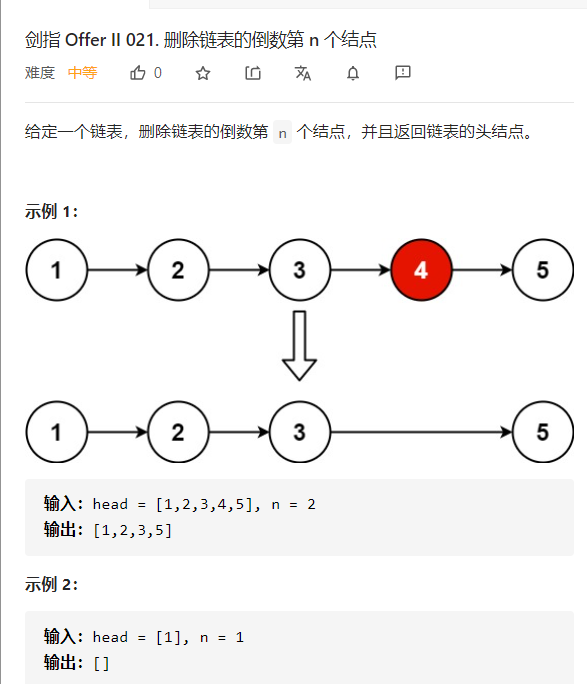 剑指 Offer II 021. 删除链表的倒数第 n 个结点
难度 中等 0
给定一个链表，删除链表的倒数第 n 个结点，并且返回链表的头结点。
示例 1：
1 2 3 4 5
1 2 3 5
输入：head = [1,2,3,4,5], n = 2
输出：[1,2,3,5]
示例 2：
输入：head = [1], n = 1
输出：[]